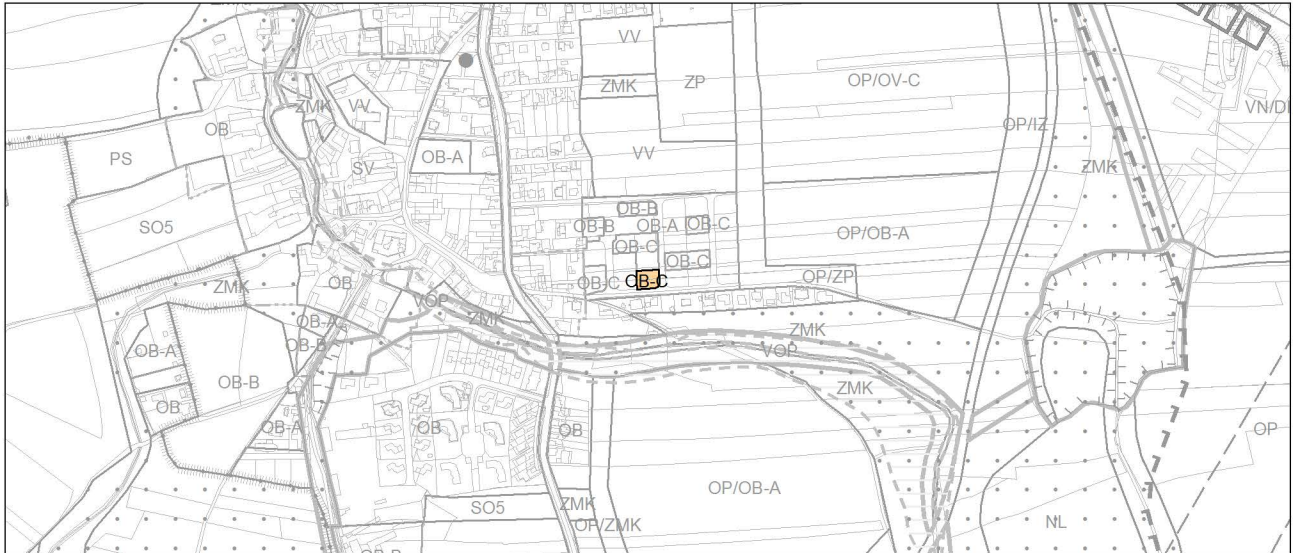 VV
ZMK
ZP
OP/OV-C
VN/DI
OP/IZ
ZMK
VV
OB
PS
SV
OB-A
VV
ZMK
SO5
OB-B
OB-B
OB-A
OB-C
OB-C
OP/OB-A
OB-C
OB-C
OB-C
OP/ZP
ZMK
OB
VOP
ZMK
OB-A
OB-B
OB-A
OB-B
OB
ZMK
VOP
ZMK
OB-A
OB
OB
OP
OP/OB-A
SO5
ZMK
OP/ZMK
NL